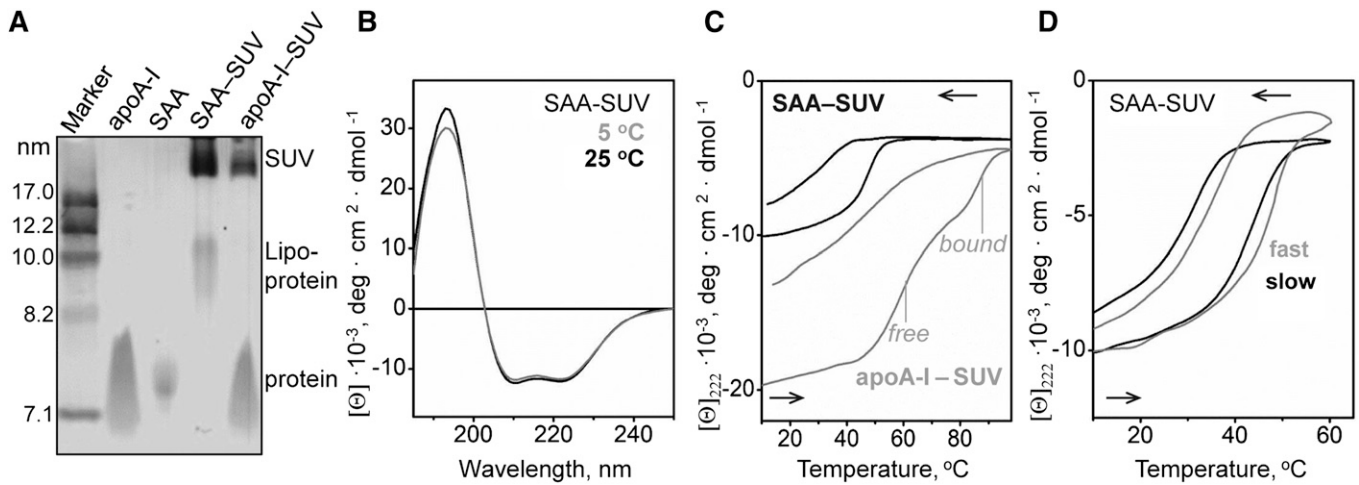 A
Marker
apoA-I
SAA
SAA–SUV
apoA-I–SUV
nm
17.0
12.2
10.0
8.2
7.1
SUV
Lipo-
protein
protein
B
SAA-SUV
5 °C
25 °C
[Θ] ·10⁻³, deg · cm² · dmol⁻¹
30
20
10
0
-10
200
220
240
Wavelength, nm
C
SAA–SUV
[Θ]₂₂₂ ·10⁻³, deg · cm² · dmol⁻¹
0
-10
-20
bound
free
apoA-I – SUV
20
40
60
80
Temperature, °C
D
SAA-SUV
[Θ]₂₂₂ ·10⁻³, deg · cm² · dmol⁻¹
0
-5
-10
fast
slow
20
40
60
Temperature, °C